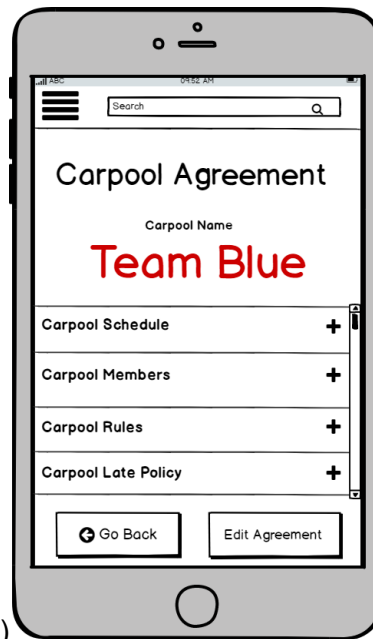 ABC 09:52 AM
Search
Carpool Agreement
Carpool Name
Team Blue
Carpool Schedule +
Carpool Members +
Carpool Rules +
Carpool Late Policy +
Go Back Edit Agreement
)